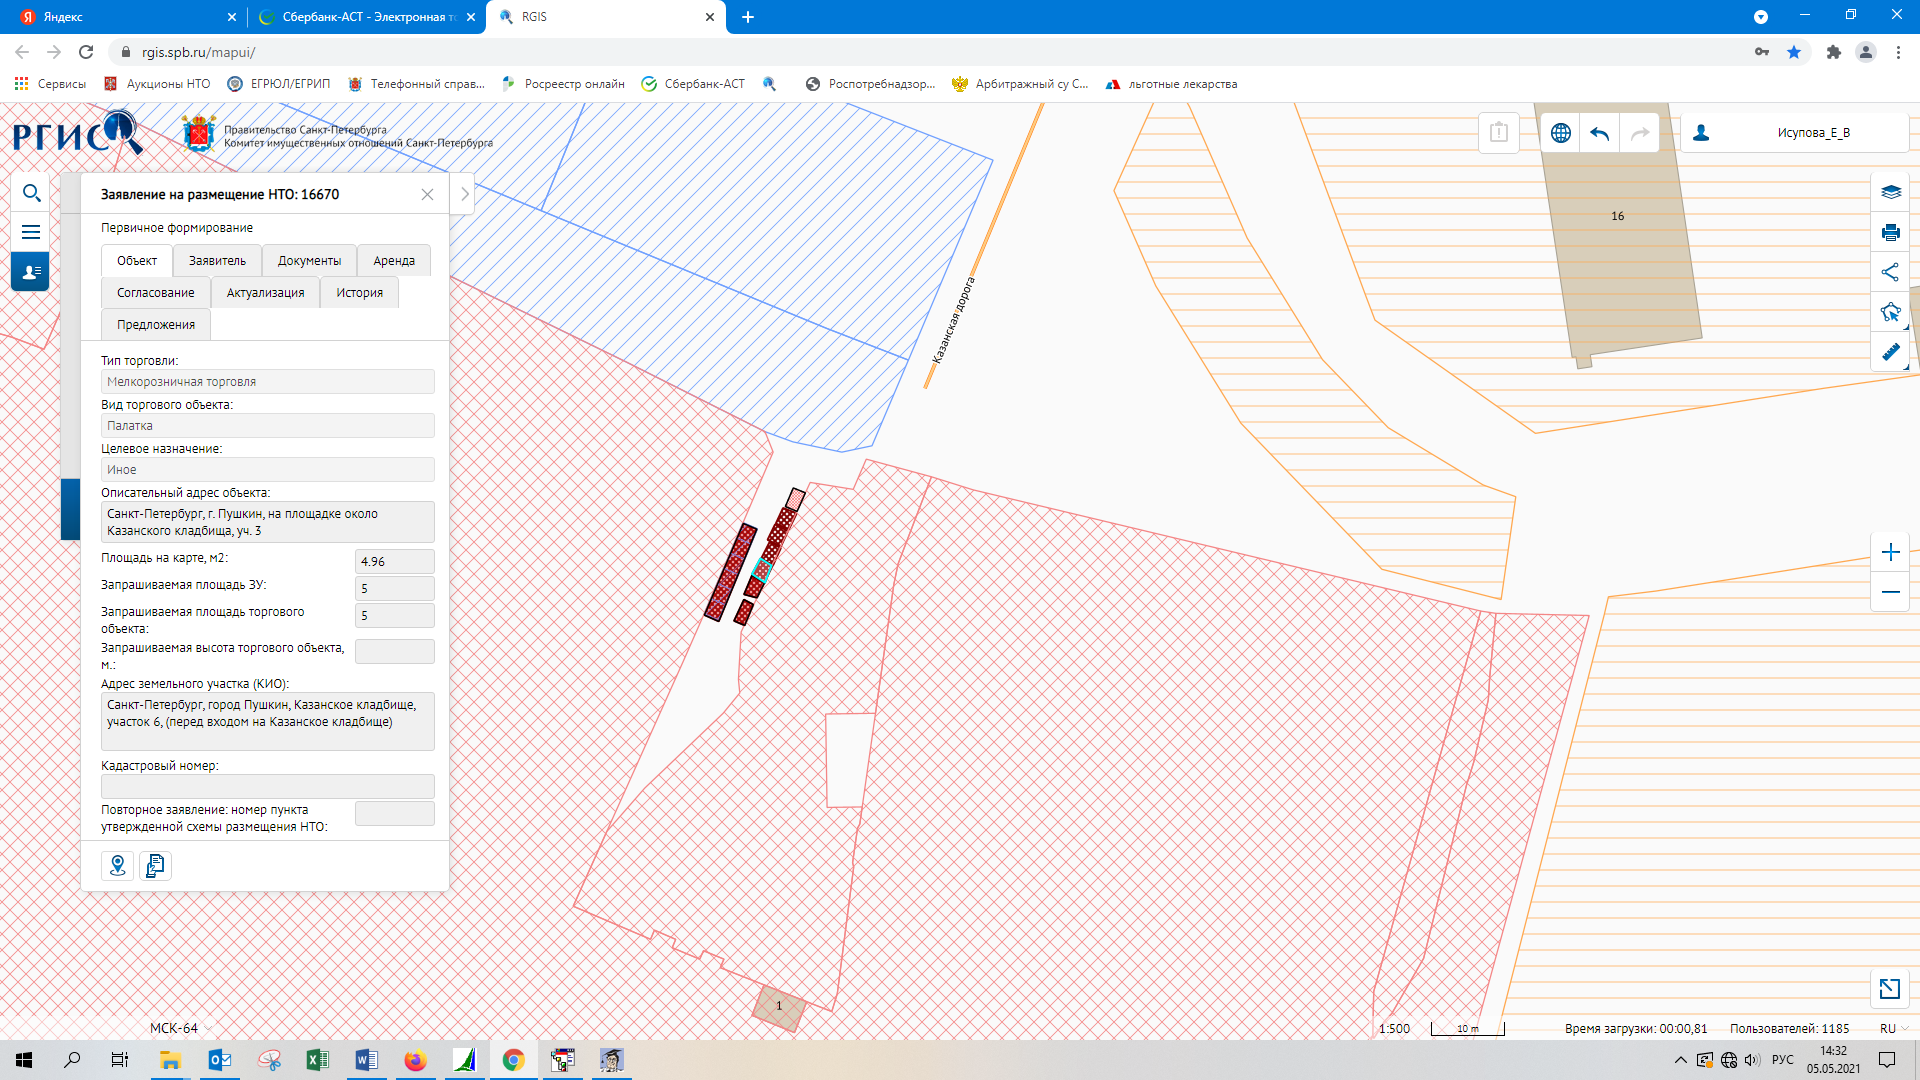 Яндекс
Сбербанк-АСТ - Электронная то
RGIS
rgis.spb.ru/mapui/
Сервисы
Аукционы НТО
ЕГРЮЛ/ЕГРИП
Телефонный справ...
Росреестр онлайн
Сбербанк-АСТ
Роспотребнадзор...
Арбитражный су С...
льготные лекарства
РГИС
Правительство Санкт-Петербурга
Комитет имущественных отношений Санкт-Петербурга
Исупова_Е_В
Заявление на размещение НТО: 16670
Первичное формирование
Объект
Заявитель
Документы
Аренда
Согласование
Актуализация
История
Предложения
Тип торговли:
Мелкорозничная торговля
Вид торгового объекта:
Палатка
Целевое назначение:
Иное
Описательный адрес объекта:
Санкт-Петербург, г. Пушкин, на площадке около
Казанского кладбища, уч. 3
Площадь на карте, м2:
4.96
Запрашиваемая площадь ЗУ:
5
Запрашиваемая площадь торгового
объекта:
5
Запрашиваемая высота торгового объекта,
м.:
Адрес земельного участка (КИО):
Санкт-Петербург, город Пушкин, Казанское кладбище,
участок 6, (перед входом на Казанское кладбище)
Кадастровый номер:
Повторное заявление: номер пункта
утвержденной схемы размещения НТО:
Казанская дорога
16
1
МСК-64
1:500
10 m
Время загрузки: 00:00,81
Пользователей: 1185
RU
РУС
14:32
05.05.2021